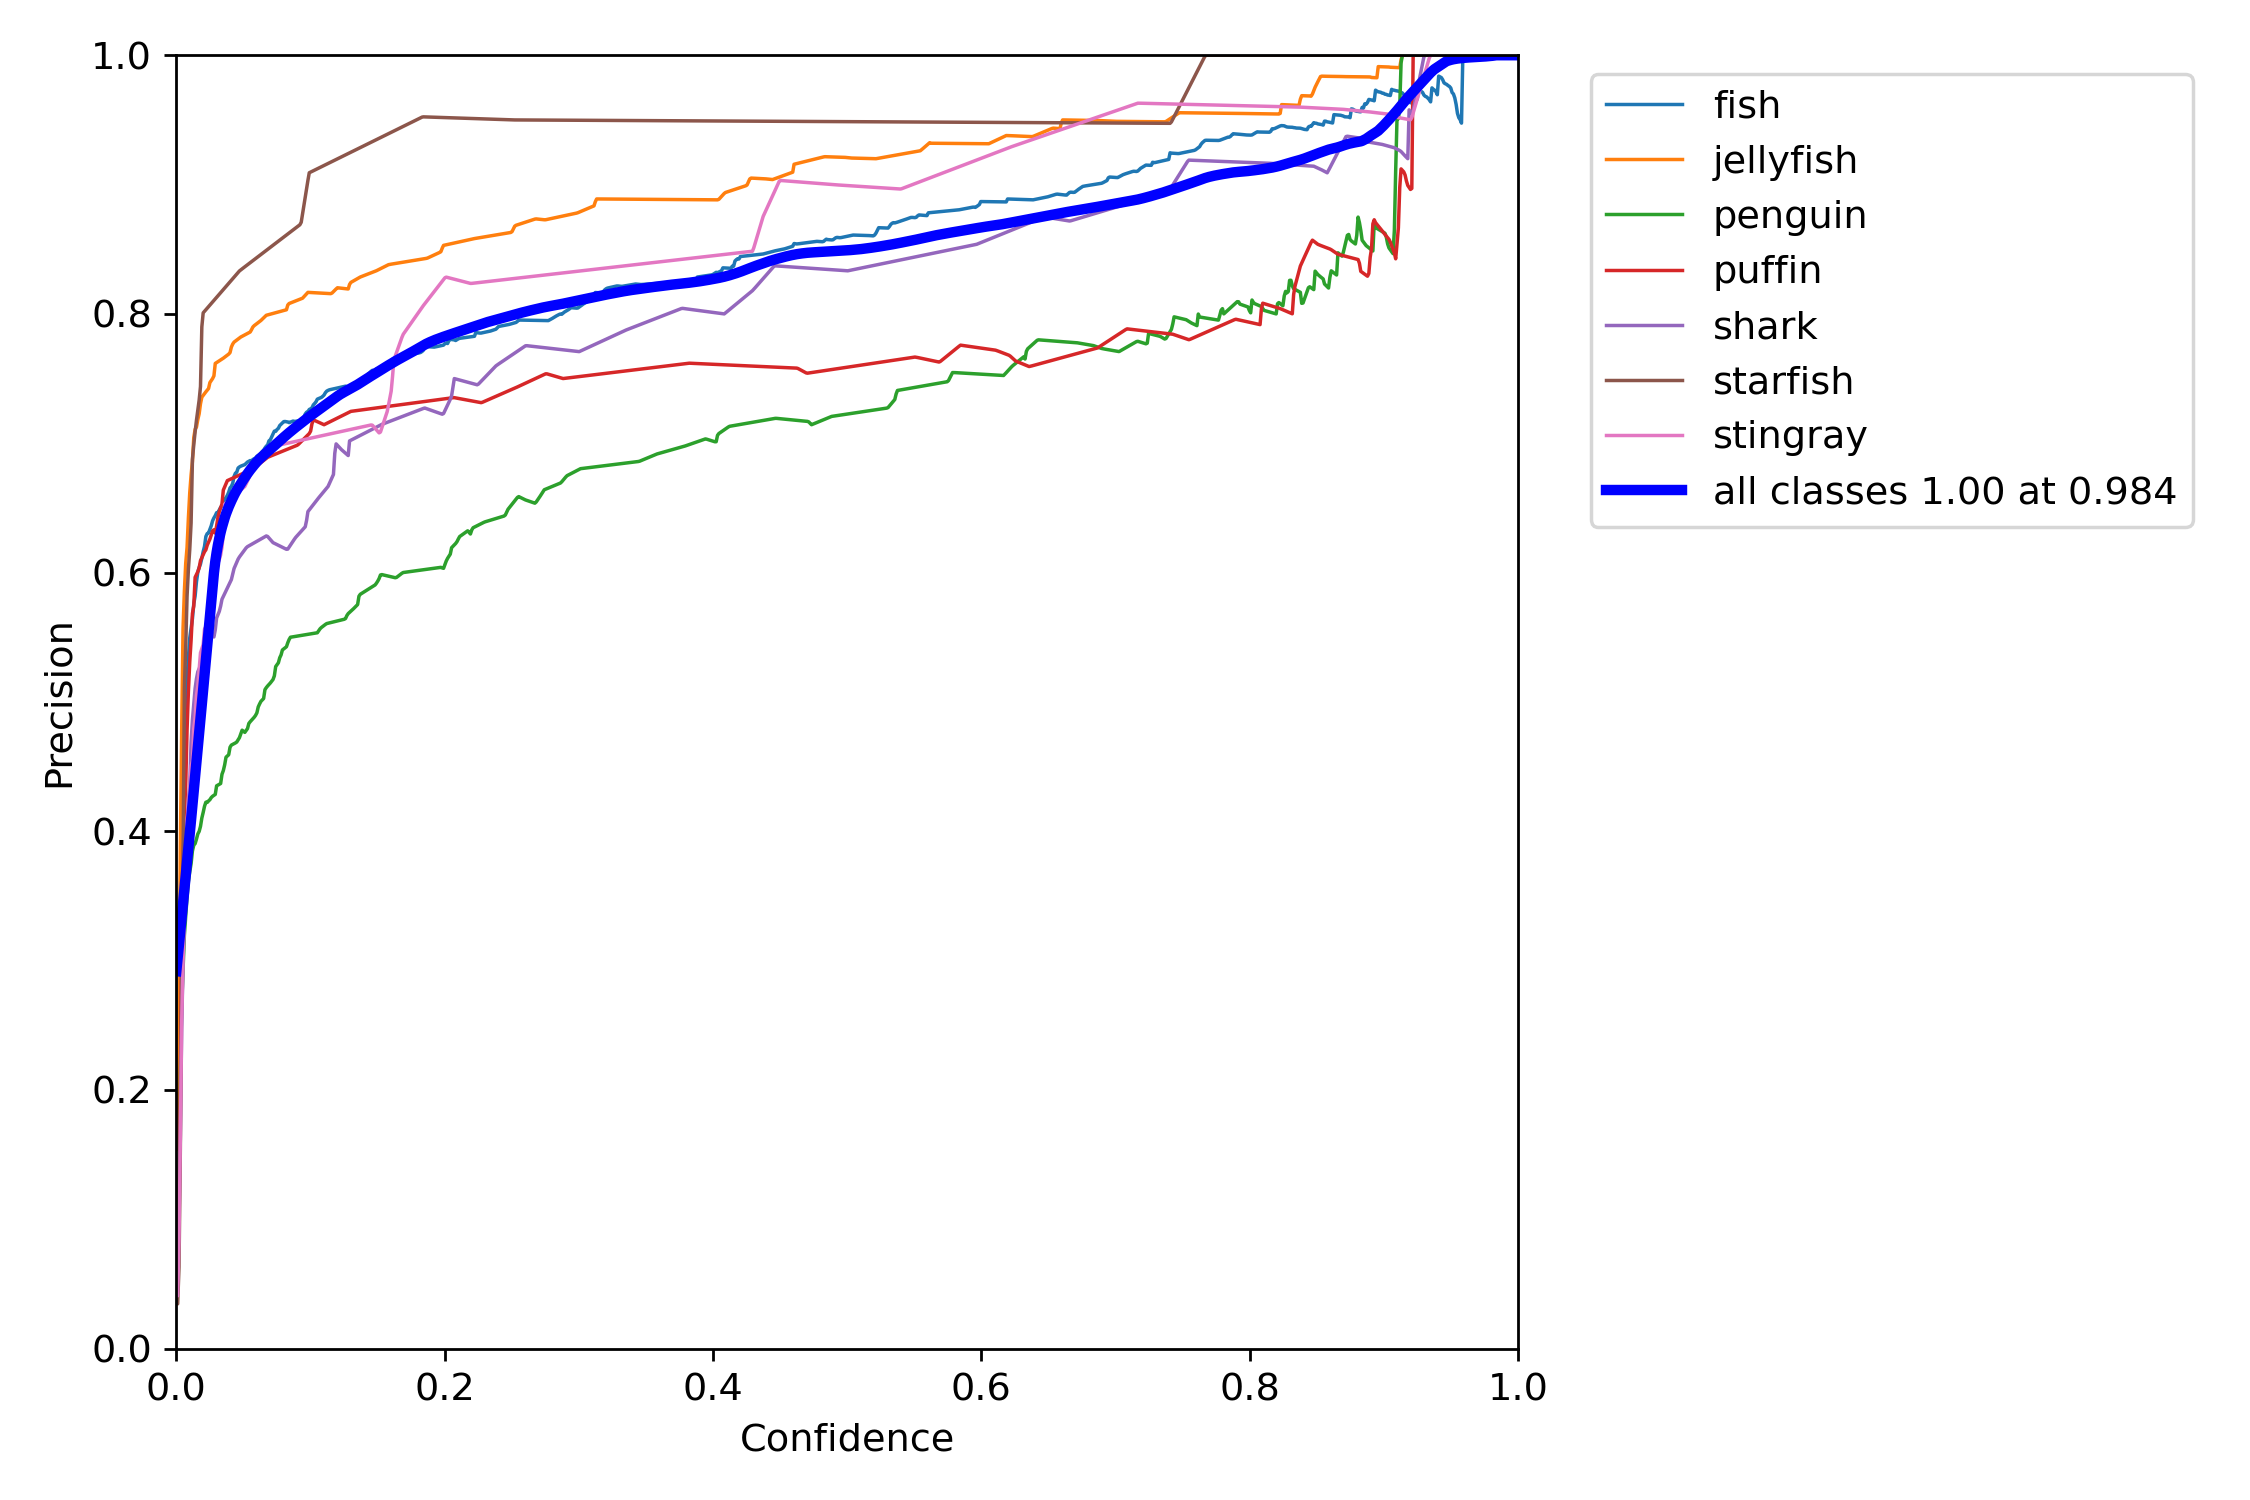 1.0
0.8
0.6
0.4
0.2
0.0
Precision
0.0 0.2 0.4 0.6 0.8 1.0
Confidence
fish
jellyfish
penguin
puffin
shark
starfish
stingray
all classes 1.00 at 0.984